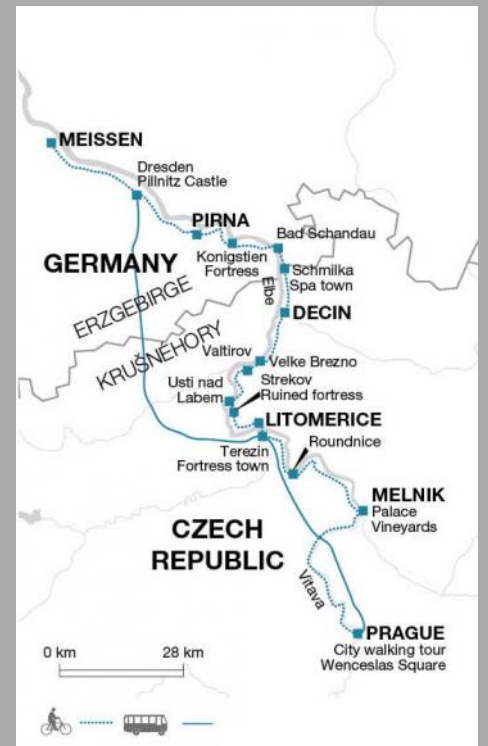 MEISSEN
Dresden
Pillnitz Castle
PIRNA
Bad Schandau
Konigstien
Fortress
GERMANY
Schmilka
Spa town
Elbe
ERZGEBIRGE
DECIN
KRUŠNÉHORY
Valtirov
Velke Brezno
Usti nad
Labem
Strekov
Ruined fortress
LITOMERICE
Roundnice
Terezin
Fortress town
MELNIK
Palace
Vineyards
CZECH
REPUBLIC
Vltava
PRAGUE
City walking tour
Wenceslas Square
0 km
28 km